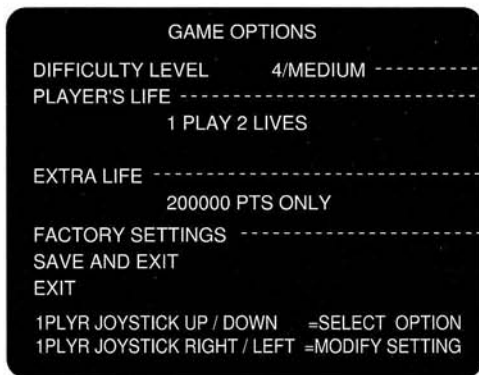 GAME OPTIONS
DIFFICULTY LEVEL 4/MEDIUM ----------
PLAYER'S LIFE ------------------------------
1 PLAY 2 LIVES
EXTRA LIFE ---------------------------------
200000 PTS ONLY
FACTORY SETTINGS ------------------------
SAVE AND EXIT
EXIT
1PLYR JOYSTICK UP / DOWN =SELECT OPTION
1PLYR JOYSTICK RIGHT / LEFT =MODIFY SETTING